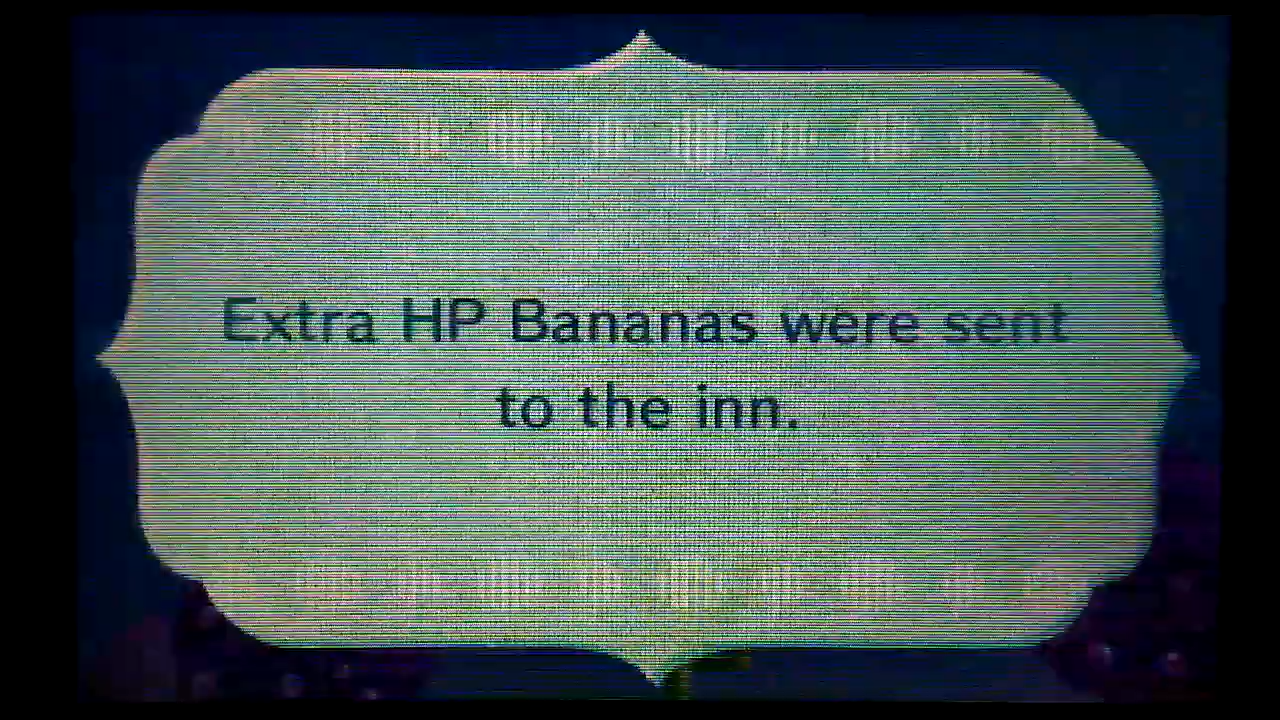 Extra HP Bananas were sent
to the inn.